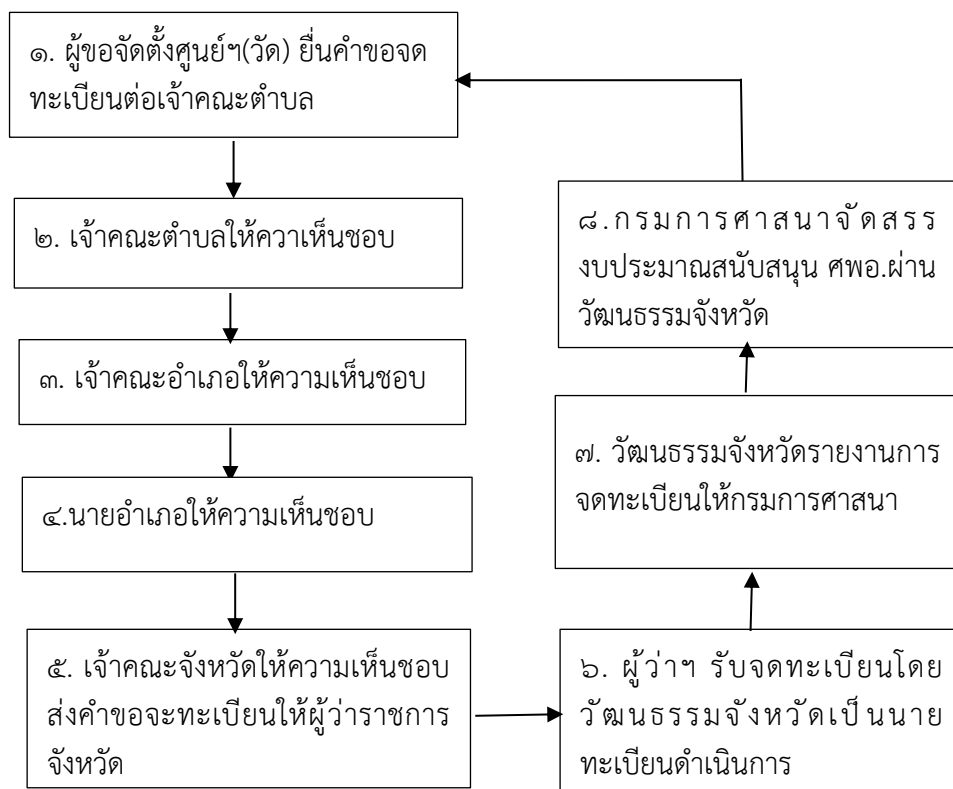 ๑. ผู้ขอจัดตั้งศูนย์ฯ(วัด) ยื่นคำขอจด
ทะเบียนต่อเจ้าคณะตำบล
๒. เจ้าคณะตำบลให้ควาเห็นชอบ
๓. เจ้าคณะอำเภอให้ความเห็นชอบ
๔.นายอำเภอให้ความเห็นชอบ
๕. เจ้าคณะจังหวัดให้ความเห็นชอบ
ส่งคำขอจะทะเบียนให้ผู้ว่าราชการ
จังหวัด
๖. ผู้ว่าฯ รับจดทะเบียนโดย
วัฒนธรรมจังหวัดเป็นนาย
ทะเบียนดำเนินการ
๗. วัฒนธรรมจังหวัดรายงานการ
จดทะเบียนให้กรมการศาสนา
๘.กรมการศาสนาจัดสรร
งบประมาณสนับสนุน ศพอ.ผ่าน
วัฒนธรรมจังหวัด